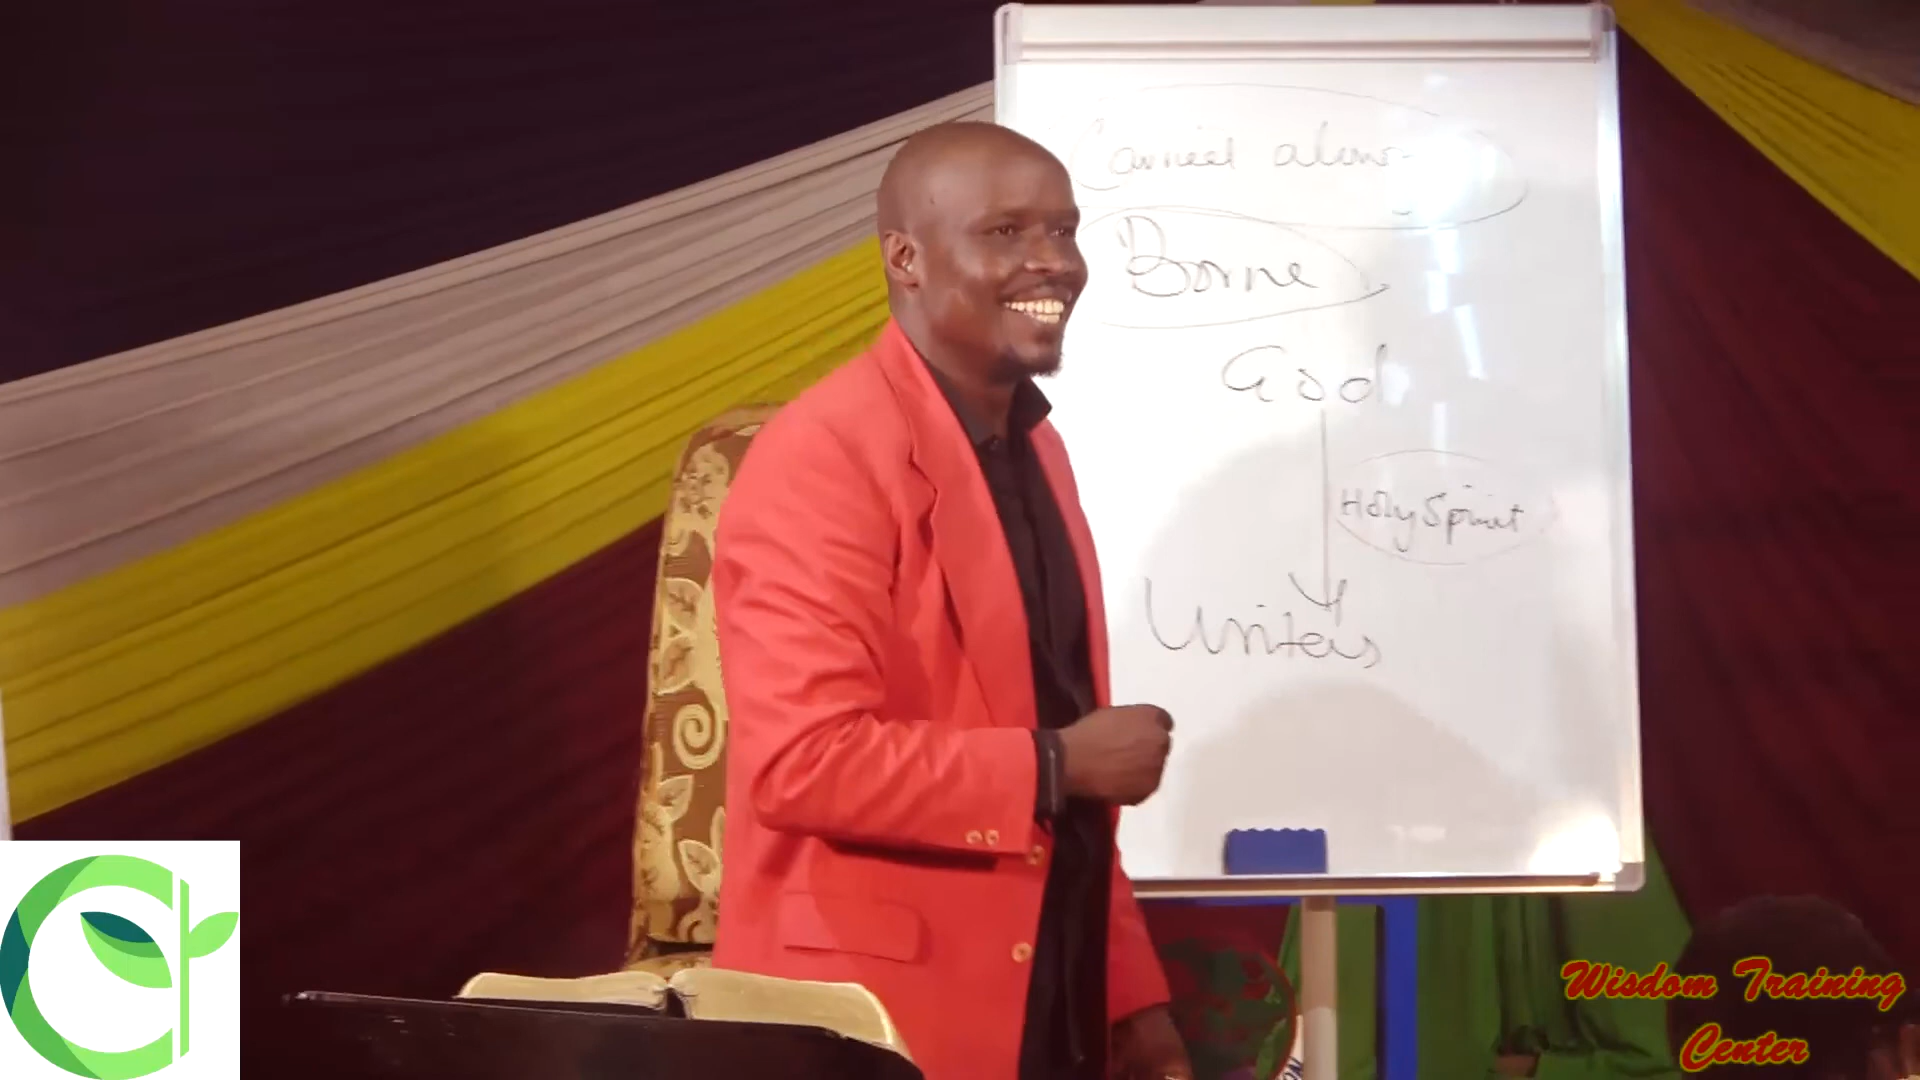 Carried along
Borne
God
Holy Spirit
Writers
Wisdom Training
Center